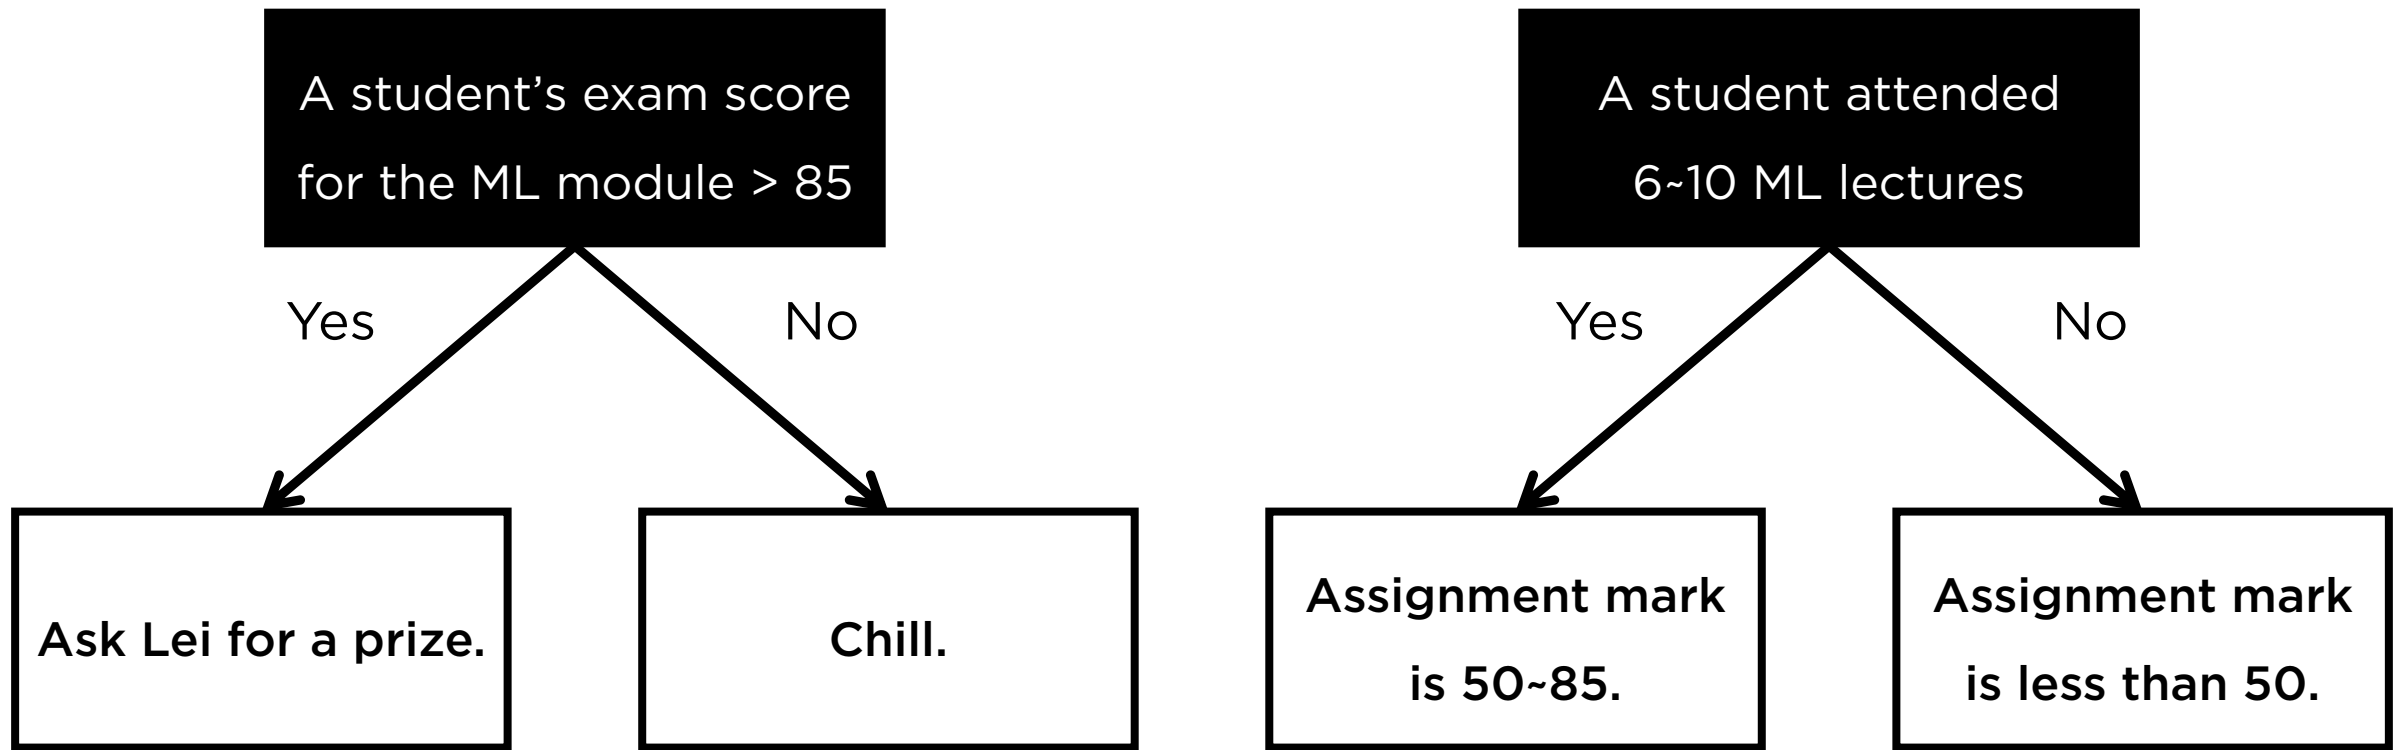 A student’s exam score
for the ML module > 85
Yes
No
Ask Lei for a prize.
Chill.
A student attended
6~10 ML lectures
Yes
No
Assignment mark
is 50~85.
Assignment mark
is less than 50.